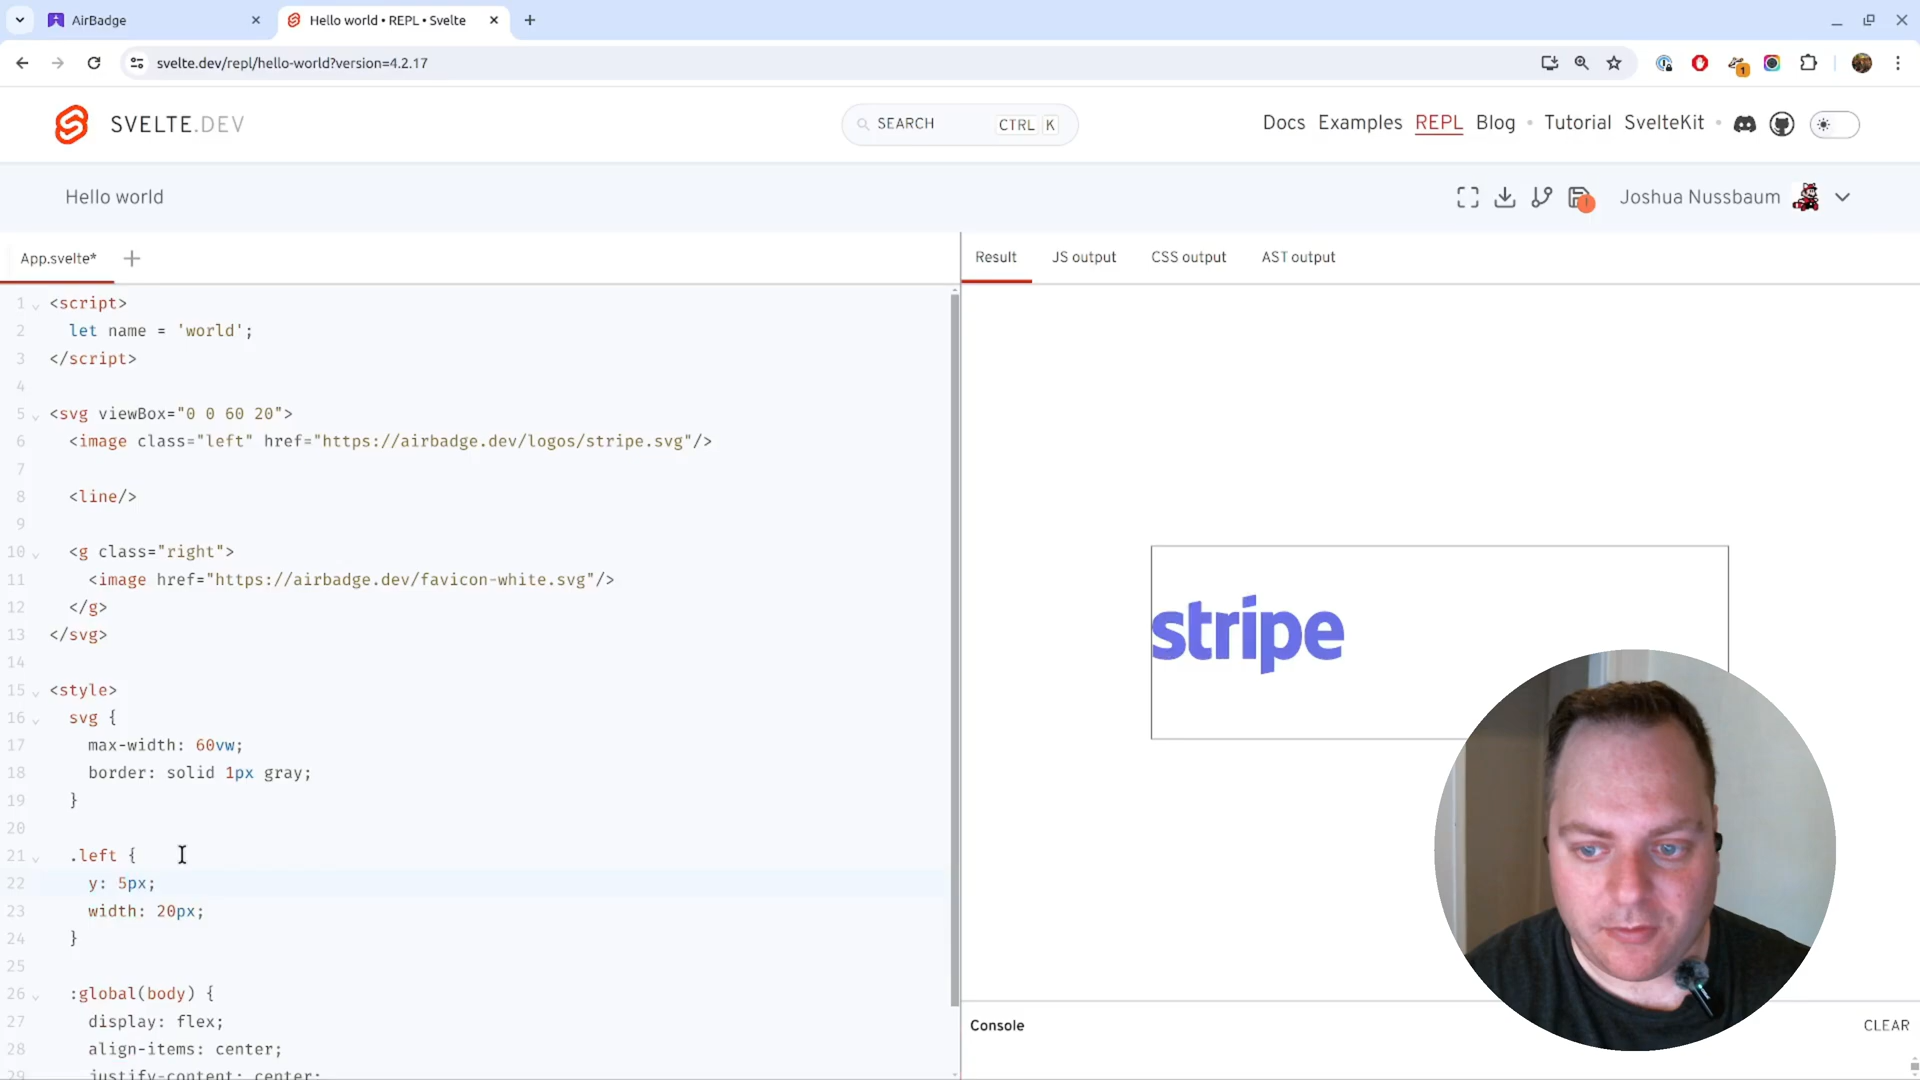 AirBadge
Hello world • REPL • Svelte
svelte.dev/repl/hello-world?version=4.2.17
1
SVELTE.DEV
SEARCH
CTRL K
Docs Examples REPL Blog • Tutorial SvelteKit •
Hello world
Joshua Nussbaum
App.svelte*
Result
JS output
CSS output
AST output
1 <script>
2 let name = 'world';
3 </script>
4
5 <svg viewBox="0 0 60 20">
6 <image class="left" href="https://airbadge.dev/logos/stripe.svg"/>
7
8 <line/>
9
10 <g class="right">
11 <image href="https://airbadge.dev/favicon-white.svg"/>
12 </g>
13 </svg>
14
15 <style>
16 svg {
17 max-width: 60vw;
18 border: solid 1px gray;
19 }
20
21 .left {
22 y: 5px;
23 width: 20px;
24 }
25
26 :global(body) {
27 display: flex;
28 align-items: center;
29 justify-content: center;
stripe
Console
CLEAR